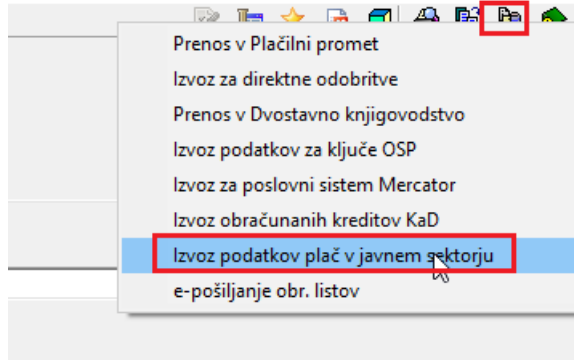 Prenos v Plačilni promet
Izvoz za direktne odobritve
Prenos v Dvostavno knjigovodstvo
Izvoz podatkov za ključe OSP
Izvoz za poslovni sistem Mercator
Izvoz obračunanih kreditov KaD
Izvoz podatkov plač v javnem sektorju
e-pošiljanje obr. listov